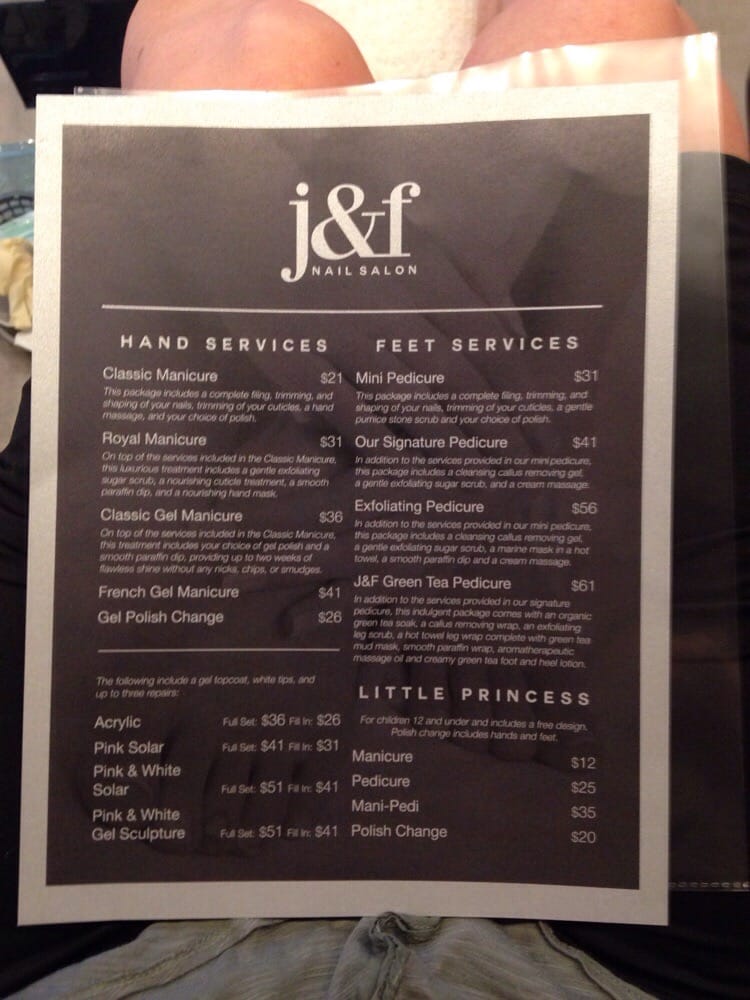 j&f
NAIL SALON
HAND SERVICES
Classic Manicure $21
This package includes a complete filing, trimming, and
shaping of your nails, trimming of your cuticles, a hand
massage, and your choice of polish.
Royal Manicure $31
On top of the services included in the Classic Manicure,
this luxurious treatment includes a gentle exfoliating
sugar scrub, a nourishing cuticle treatment, a smooth
paraffin dip, and a nourishing hand mask.
Classic Gel Manicure $36
On top of the services included in the Classic Manicure,
this treatment includes your choice of gel polish and a
smooth paraffin dip, providing up to two weeks of
flawless shine without any nicks, chips, or smudges.
French Gel Manicure $41
Gel Polish Change $26
The following include a gel topcoat, white tips, and
up to three repairs:
Acrylic Full Set: $36 Fill In: $26
Pink Solar Full Set: $41 Fill In: $31
Pink & White
Solar Full Set: $51 Fill In: $41
Pink & White
Gel Sculpture Full Set: $51 Fill In: $41
FEET SERVICES
Mini Pedicure $31
This package includes a complete filing, trimming, and
shaping of your nails, trimming of your cuticles, a gentle
pumice stone scrub and your choice of polish.
Our Signature Pedicure $41
In addition to the services provided in our mini pedicure,
this package includes a cleansing callus removing gel,
a gentle exfoliating sugar scrub, and a cream massage.
Exfoliating Pedicure $56
In addition to the services provided in our mini pedicure,
this package includes a cleansing callus removing gel,
a gentle exfoliating sugar scrub, a marine mask in a hot
towel, a smooth paraffin dip and a cream massage.
J&F Green Tea Pedicure $61
In addition to the services provided in our signature
pedicure, this indulgent package comes with an organic
green tea soak, a callus removing wrap, an exfoliating
leg scrub, a hot towel leg wrap complete with green tea
mud mask, smooth paraffin wrap, aromatherapeutic
massage oil and creamy green tea foot and heel lotion.
LITTLE PRINCESS
For children 12 and under and includes a free design.
Polish change includes hands and feet.
Manicure $12
Pedicure $25
Mani-Pedi $35
Polish Change $20